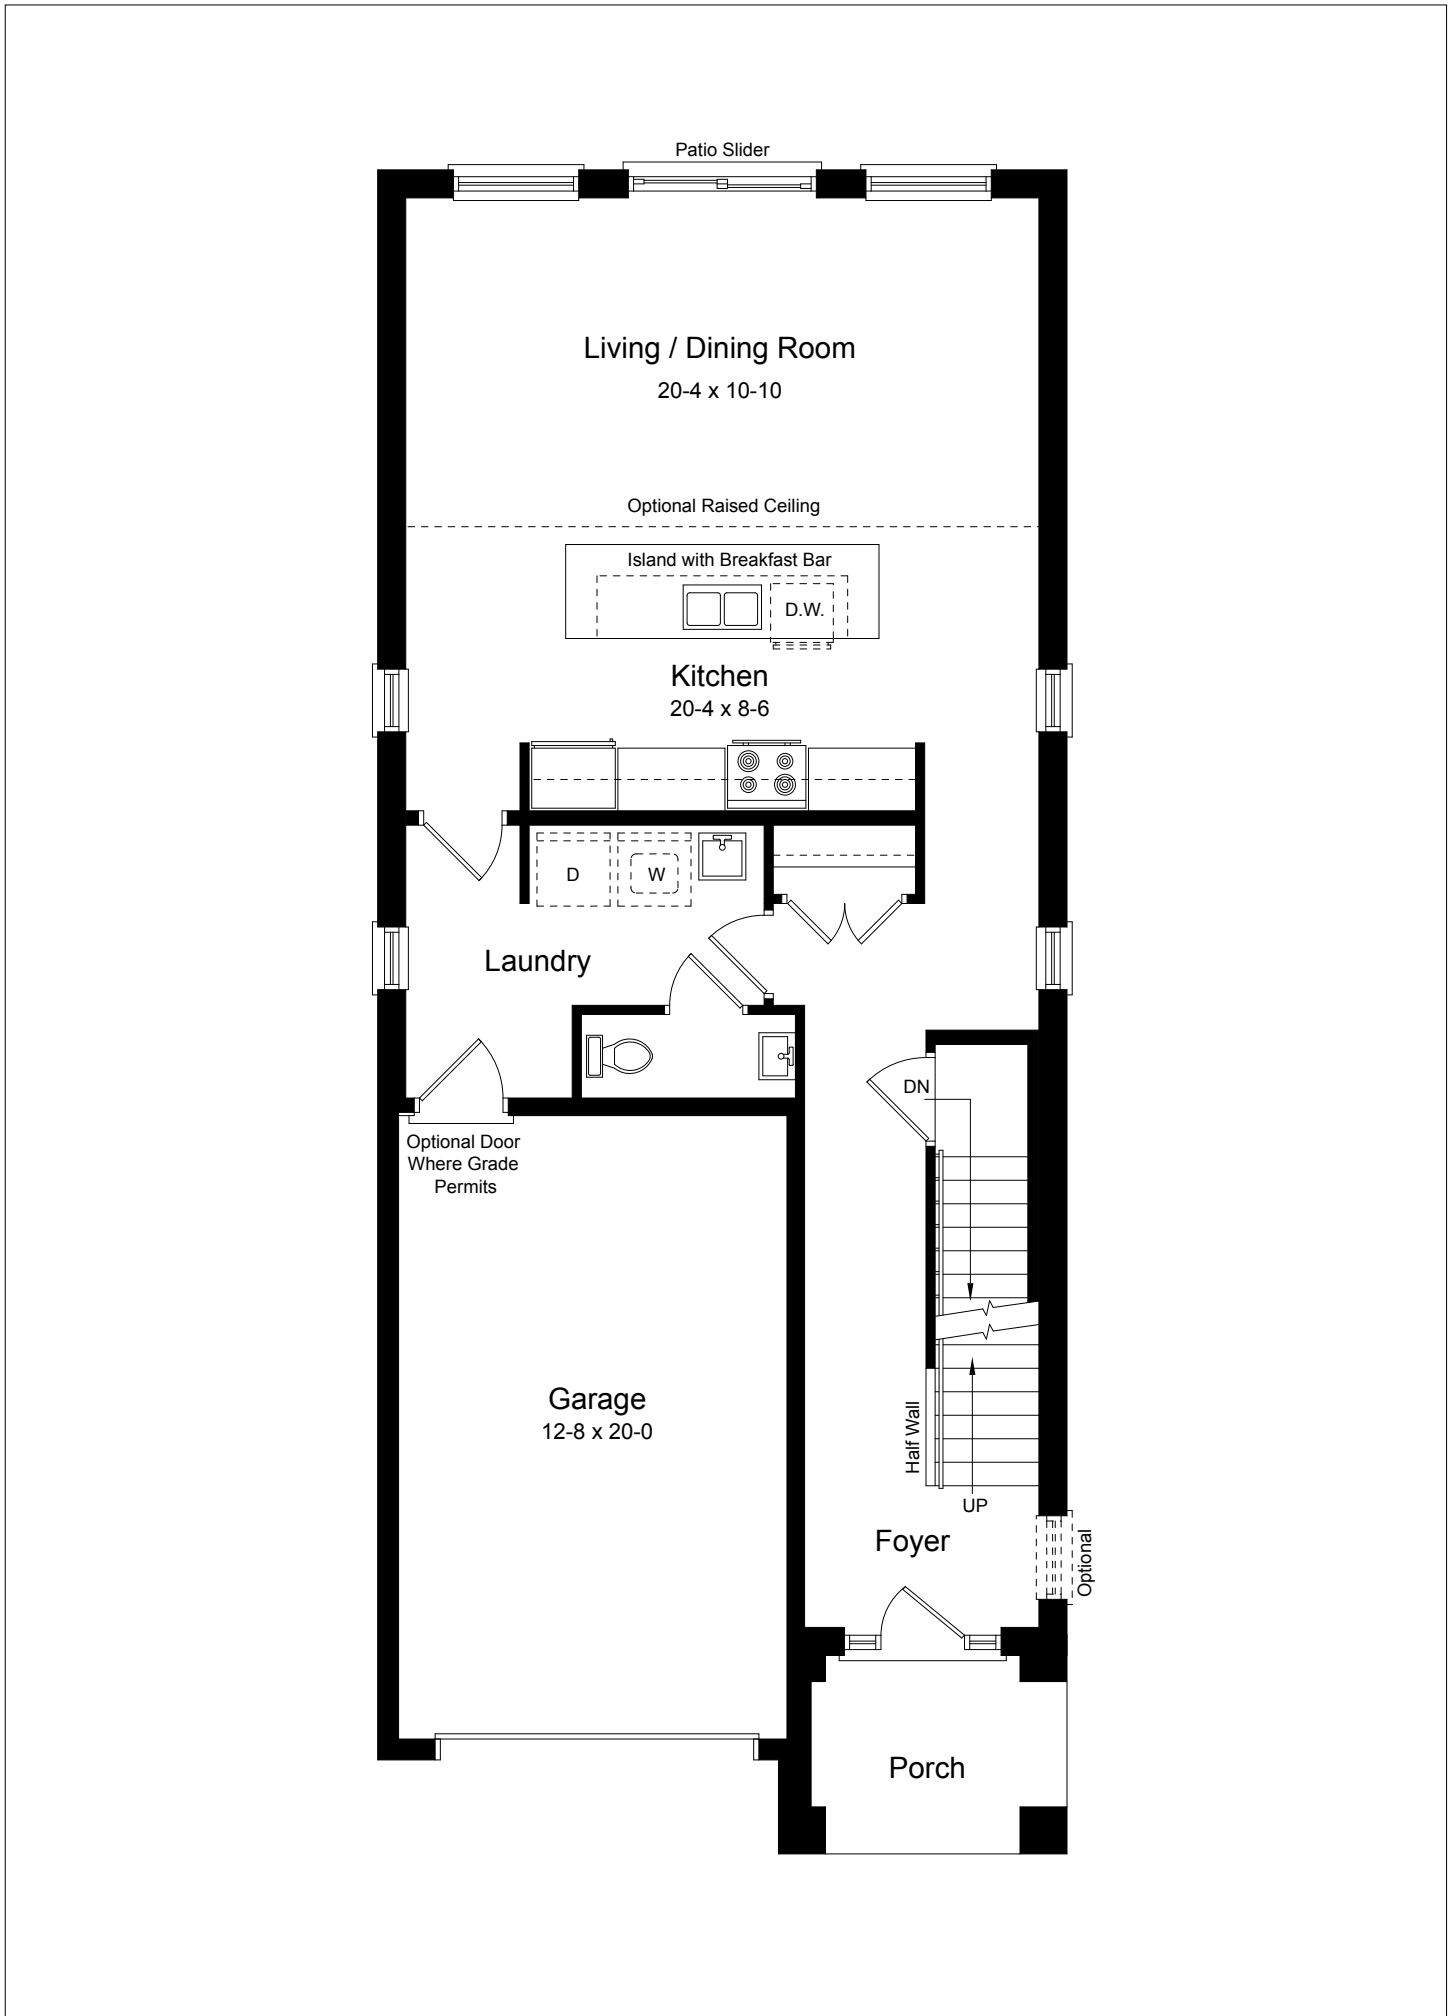 Patio Slider
Living / Dining Room
20-4 x 10-10
Optional Raised Ceiling
Island with Breakfast Bar
D.W.
Kitchen
20-4 x 8-6
D
W
Laundry
DN
Optional Door
Where Grade
Permits
Garage
12-8 x 20-0
Half Wall
UP
Foyer
Optional
Porch